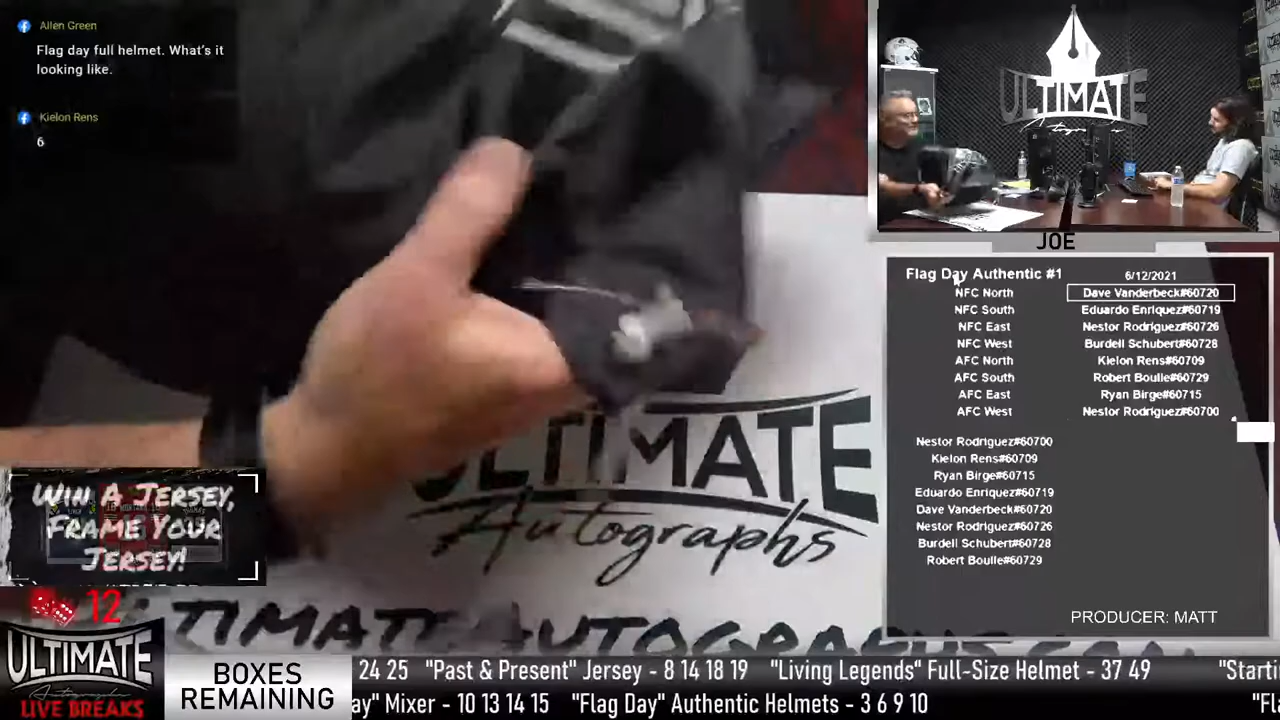 Allen Green
Flag day full helmet. What's it
looking like.
Kielon Rens
6
ULTIMATE
Autographs
JOE
Flag Day Authentic #1 6/12/2021
NFC North Dave Vanderbeck#60720
NFC South Eduardo Enriquez#60719
NFC East Nestor Rodriguez#60726
NFC West Burdell Schubert#60728
AFC North Kielon Rens#60709
AFC South Robert Boulle#60729
AFC East Ryan Birge#60715
AFC West Nestor Rodriguez#60700
Nestor Rodriguez#60700
Kielon Rens#60709
Ryan Birge#60715
Eduardo Enriquez#60719
Dave Vanderbeck#60720
Nestor Rodriguez#60726
Burdell Schubert#60728
Robert Boulle#60729
PRODUCER: MATT
ULTIMATE
Autographs
WIN A JERSEY,
FRAME YOUR
JERSEY!
12
ULTIMATE
Autographs
LIVE BREAKS
BOXES
REMAINING
24 25 "Past & Present" Jersey - 8 14 18 19 "Living Legends" Full-Size Helmet - 37 49 "Starti
ay" Mixer - 10 13 14 15 "Flag Day" Authentic Helmets - 3 6 9 10 "Fl